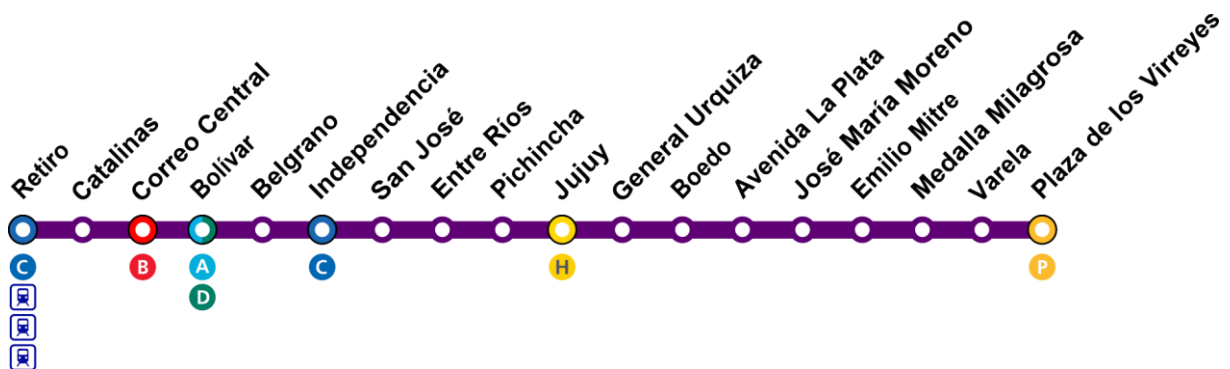 Retiro
Catalinas
Correo Central
Bolívar
Belgrano
Independencia
San José
Entre Ríos
Pichincha
Jujuy
General Urquiza
Boedo
Avenida La Plata
José María Moreno
Emilio Mitre
Medalla Milagrosa
Varela
Plaza de los Virreyes
C
B
A
C
H
P
D